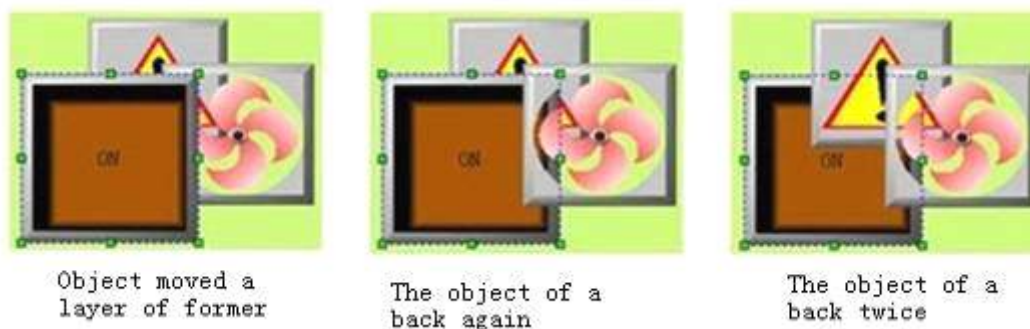 ON
ON
ON
Object moved a
layer of former
The object of a
back again
The object of a
back twice